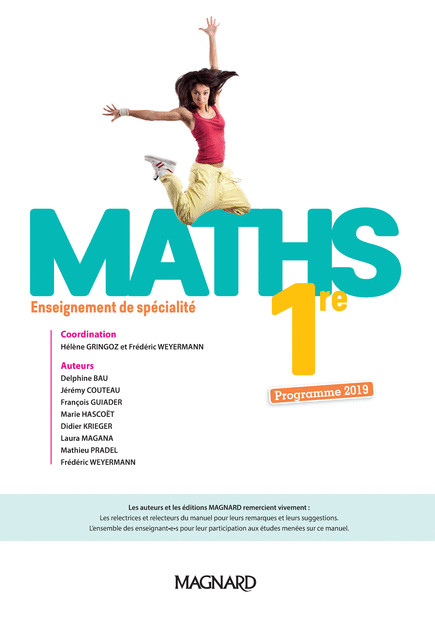 MATHS
Enseignement de spécialité
1re
Programme 2019
Coordination
Hélène GRINGOZ et Frédéric WEYERMANN
Auteurs
Delphine BAU
Jérémy COUTEAU
François GUIADER
Marie HASCOËT
Didier KRIEGER
Laura MAGANA
Mathieu PRADEL
Frédéric WEYERMANN
Les auteurs et les éditions MAGNARD remercient vivement :
Les relectrices et relecteurs du manuel pour leurs remarques et leurs suggestions.
L'ensemble des enseignant•e•s pour leur participation aux études menées sur ce manuel.
MAGNARD